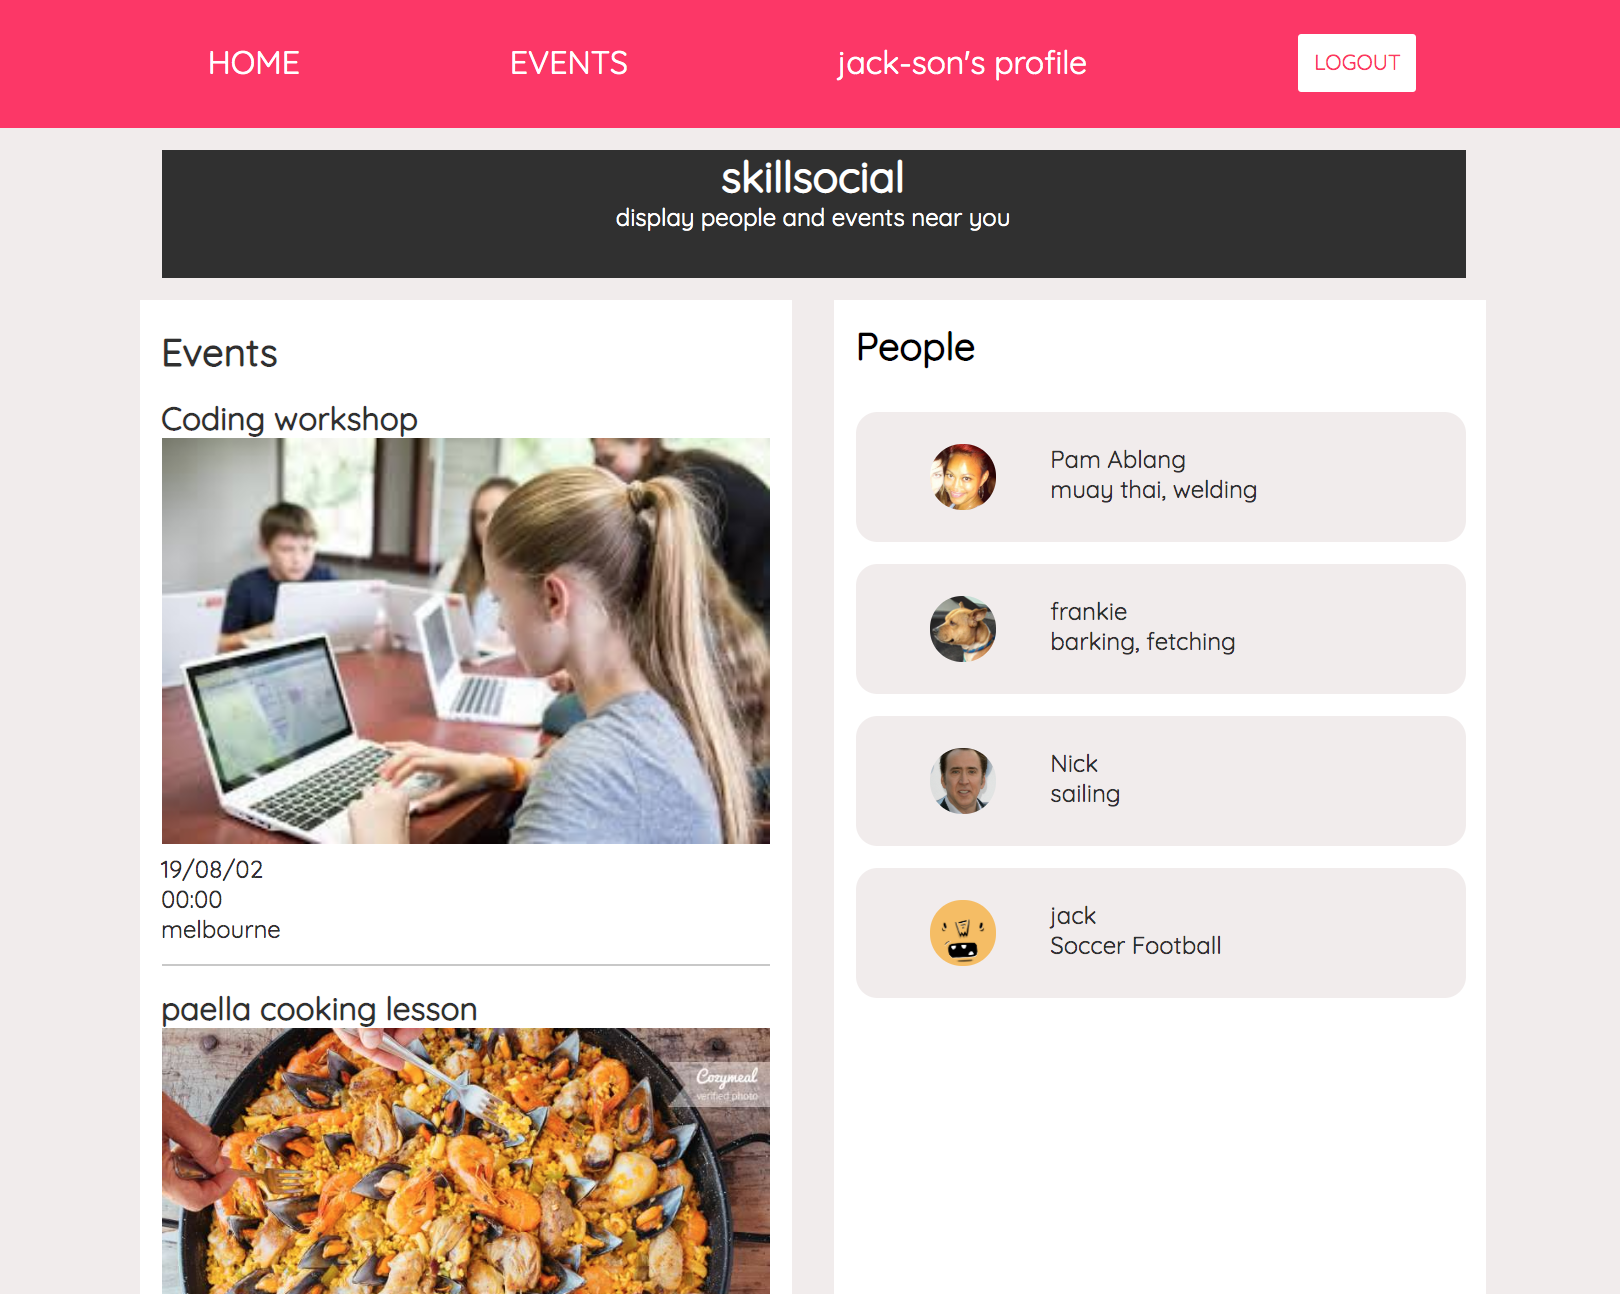 HOME
EVENTS
jack-son's profile
LOGOUT
skillsocial
display people and events near you
Events
Coding workshop
19/08/02
00:00
melbourne
paella cooking lesson
Cozymeal
verified photo
People
Pam Ablang
muay thai, welding
frankie
barking, fetching
Nick
sailing
jack
Soccer Football